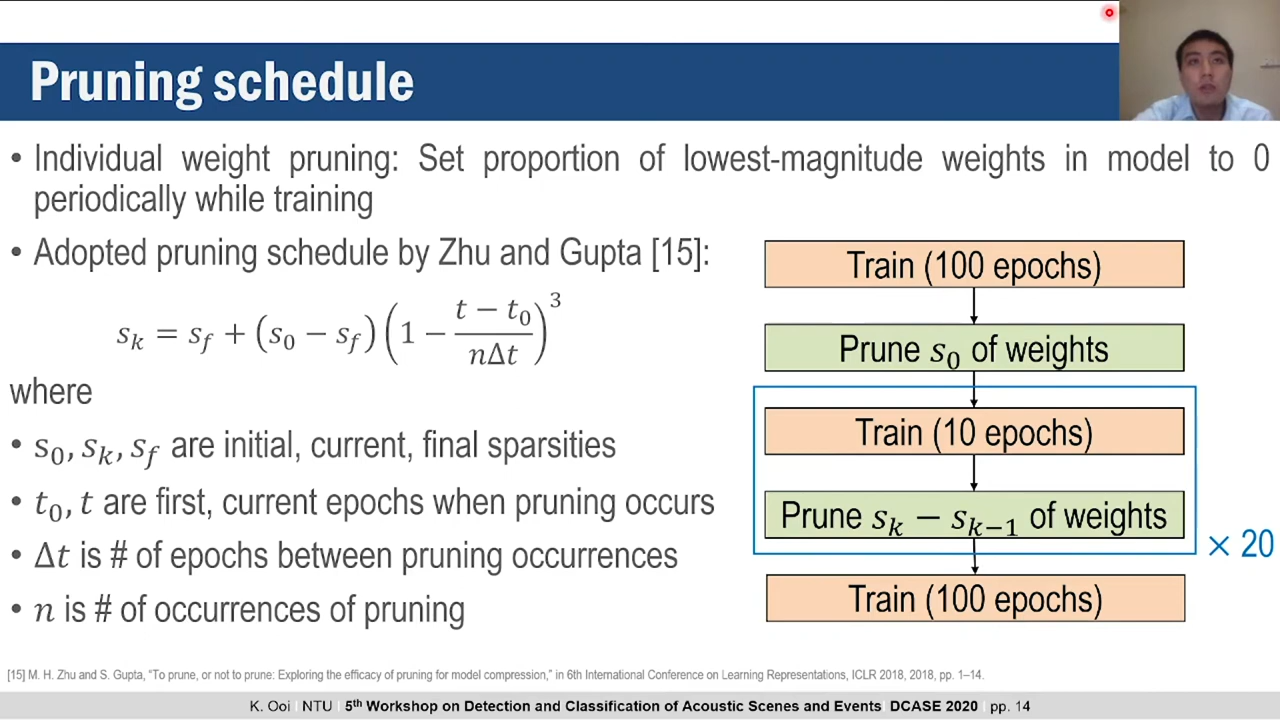 Pruning schedule
• Individual weight pruning: Set proportion of lowest-magnitude weights in model to 0
periodically while training
• Adopted pruning schedule by Zhu and Gupta [15]:
s_k = s_f + (s_0 − s_f) (1 − (t − t_0)/(nΔt))^3
where
• s_0, s_k, s_f are initial, current, final sparsities
• t_0, t are first, current epochs when pruning occurs
• Δt is # of epochs between pruning occurrences
• n is # of occurrences of pruning
Train (100 epochs)
Prune s_0 of weights
Train (10 epochs)
Prune s_k − s_{k−1} of weights
× 20
Train (100 epochs)
[15] M. H. Zhu and S. Gupta, “To prune, or not to prune: Exploring the efficacy of pruning for model compression,” in 6th International Conference on Learning Representations, ICLR 2018, 2018, pp. 1–14.
K. Ooi | NTU | 5th Workshop on Detection and Classification of Acoustic Scenes and Events | DCASE 2020 | pp. 14